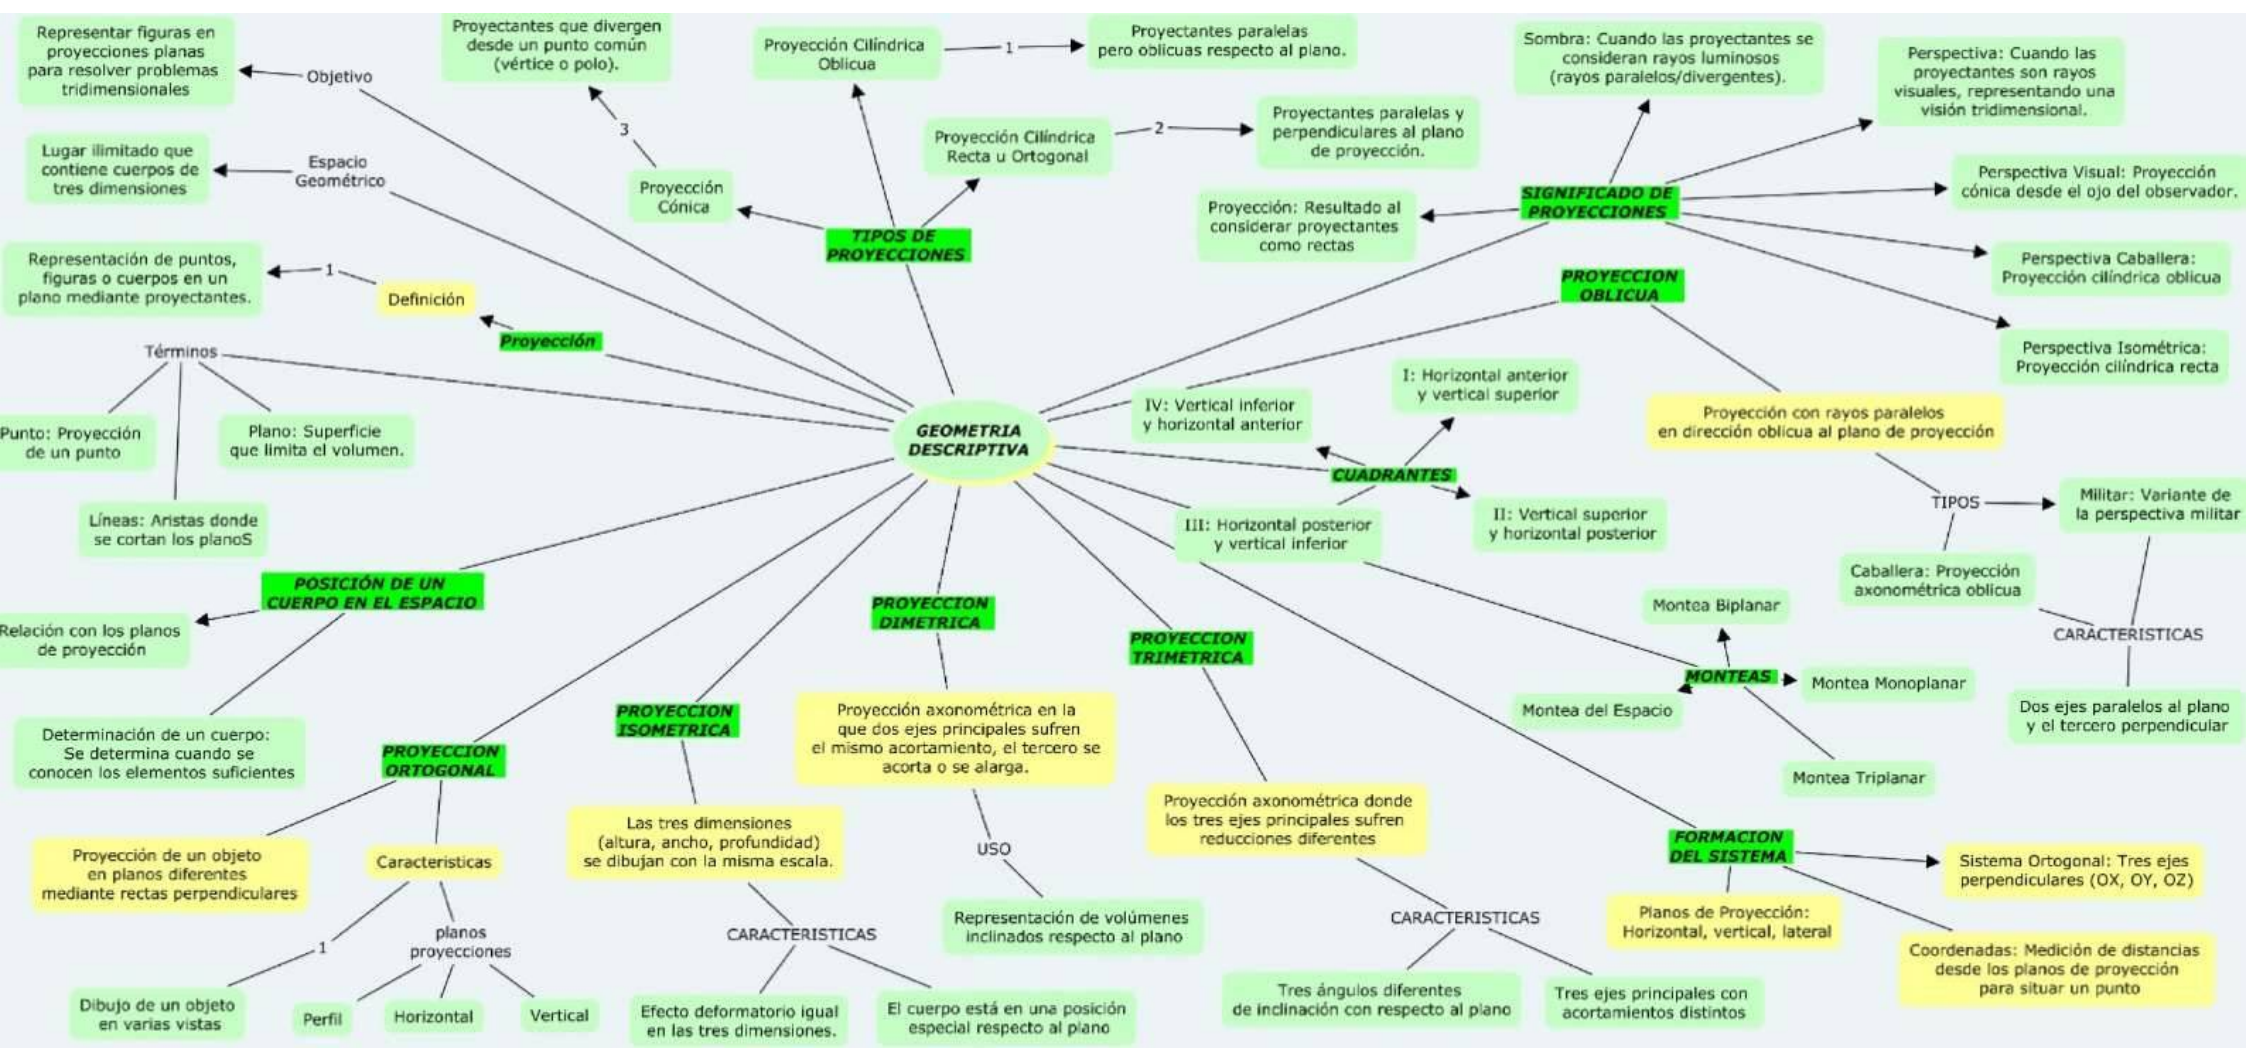 Representar figuras en
proyecciones planas
para resolver problemas
tridimensionales
Objetivo
Proyectantes que divergen
desde un punto común
(vértice o polo).
3
Proyección
Cónica
Proyección Cilíndrica
Oblicua
1
Proyectantes paralelas
pero oblicuas respecto al plano.
Proyección Cilíndrica
Recta u Ortogonal
2
Proyectantes paralelas y
perpendiculares al plano
de proyección.
TIPOS DE
PROYECCIONES
Sombra: Cuando las proyectantes se
consideran rayos luminosos
(rayos paralelos/divergentes).
Perspectiva: Cuando las
proyectantes son rayos
visuales, representando una
visión tridimensional.
Perspectiva Visual: Proyección
cónica desde el ojo del observador.
SIGNIFICADO DE
PROYECCIONES
Proyección: Resultado al
considerar proyectantes
como rectas
Perspectiva Caballera:
Proyección cilíndrica oblicua
Perspectiva Isométrica:
Proyección cilíndrica recta
Lugar ilimitado que
contiene cuerpos de
tres dimensiones
Espacio
Geométrico
Representación de puntos,
figuras o cuerpos en un
plano mediante proyectantes.
1
Definición
Proyección
Términos
Punto: Proyección
de un punto
Plano: Superficie
que limita el volumen.
Líneas: Aristas donde
se cortan los planoS
GEOMETRIA
DESCRIPTIVA
PROYECCION
OBLICUA
Proyección con rayos paralelos
en dirección oblicua al plano de proyección
TIPOS
Militar: Variante de
la perspectiva militar
Caballera: Proyección
axonométrica oblicua
CARACTERISTICAS
Dos ejes paralelos al plano
y el tercero perpendicular
I: Horizontal anterior
y vertical superior
IV: Vertical inferior
y horizontal anterior
CUADRANTES
III: Horizontal posterior
y vertical inferior
II: Vertical superior
y horizontal posterior
POSICIÓN DE UN
CUERPO EN EL ESPACIO
Relación con los planos
de proyección
Determinación de un cuerpo:
Se determina cuando se
conocen los elementos suficientes
PROYECCION
ORTOGONAL
Proyección de un objeto
en planos diferentes
mediante rectas perpendiculares
Caracteristicas
1
Dibujo de un objeto
en varias vistas
planos
proyecciones
Perfil
Horizontal
Vertical
PROYECCION
ISOMETRICA
Las tres dimensiones
(altura, ancho, profundidad)
se dibujan con la misma escala.
CARACTERISTICAS
Efecto deformatorio igual
en las tres dimensiones.
El cuerpo está en una posición
especial respecto al plano
PROYECCION
DIMETRICA
Proyección axonométrica en la
que dos ejes principales sufren
el mismo acortamiento, el tercero se
acorta o se alarga.
USO
Representación de volúmenes
inclinados respecto al plano
PROYECCION
TRIMETRICA
Proyección axonométrica donde
los tres ejes principales sufren
reducciones diferentes
CARACTERISTICAS
Tres ángulos diferentes
de inclinación con respecto al plano
Tres ejes principales con
acortamientos distintos
Montea Biplanar
MONTEAS
Montea Monoplanar
Montea del Espacio
Montea Triplanar
FORMACION
DEL SISTEMA
Sistema Ortogonal: Tres ejes
perpendiculares (OX, OY, OZ)
Planos de Proyección:
Horizontal, vertical, lateral
Coordenadas: Medición de distancias
desde los planos de proyección
para situar un punto